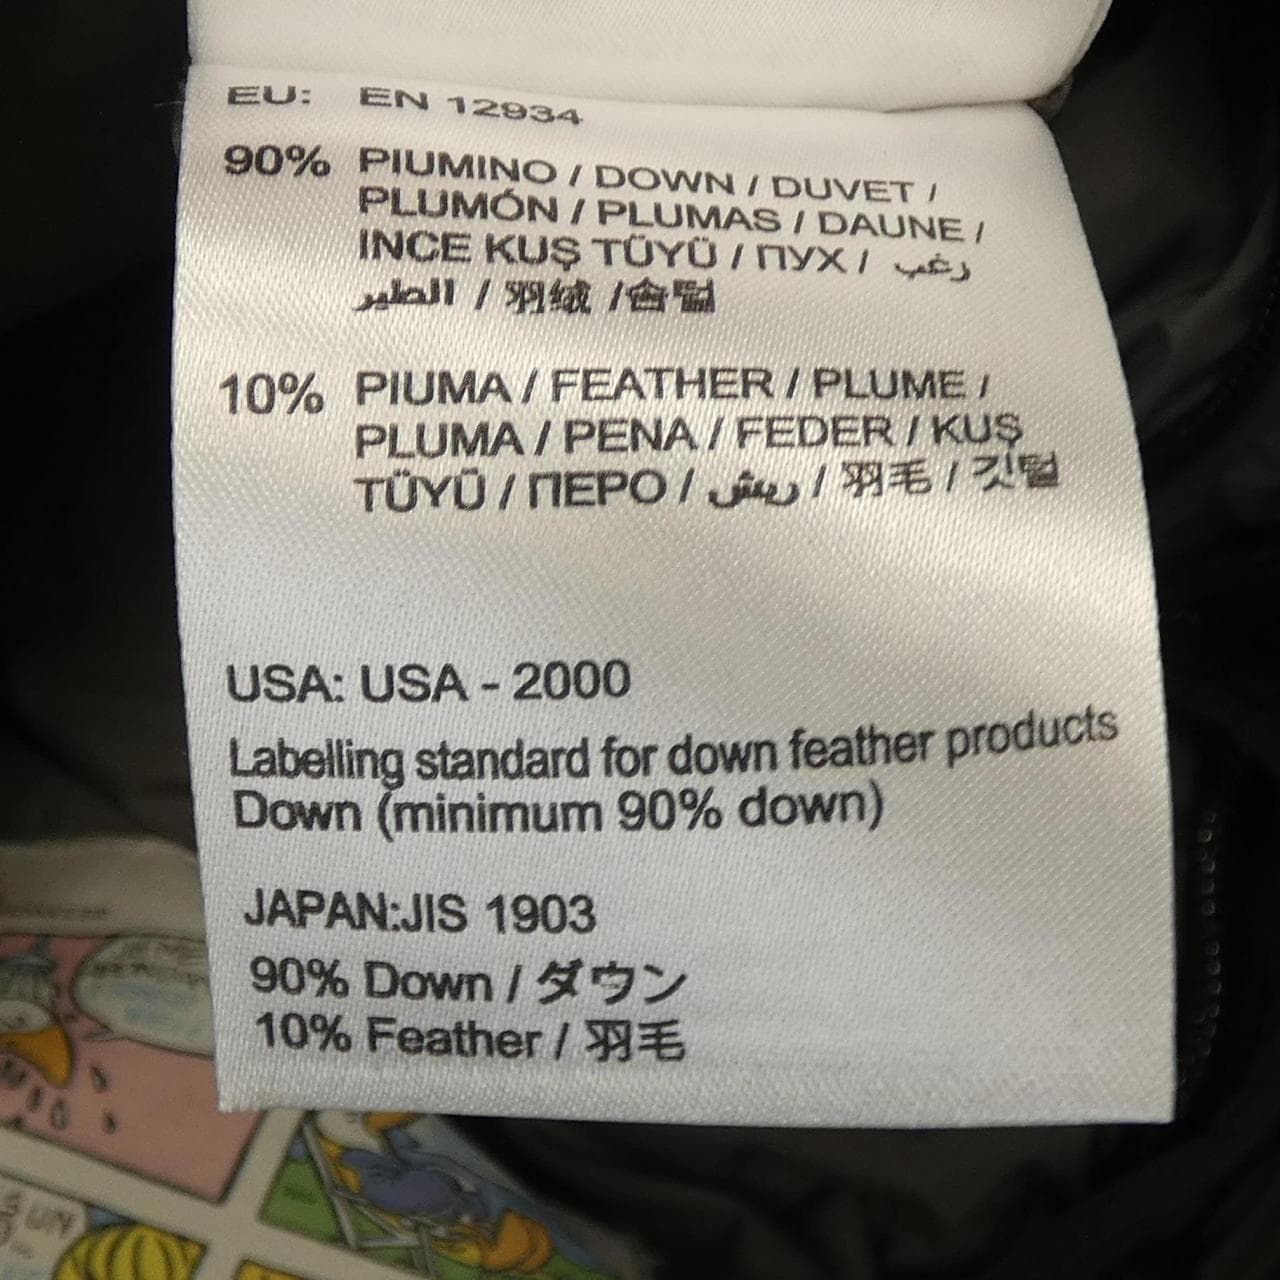 EU: EN 12934
90% PIUMINO / DOWN / DUVET /
PLUMÓN / PLUMAS / DAUNE /
INCE KUŞ TÜYÜ / ПУХ / زغب
الطير / 羽绒 /솜털
10% PIUMA / FEATHER / PLUME /
PLUMA / PENA / FEDER / KUŞ
TÜYÜ / ПЕРО / ريش / 羽毛 / 깃털
USA: USA - 2000
Labelling standard for down feather products
Down (minimum 90% down)
JAPAN:JIS 1903
90% Down / ダウン
10% Feather / 羽毛
UN